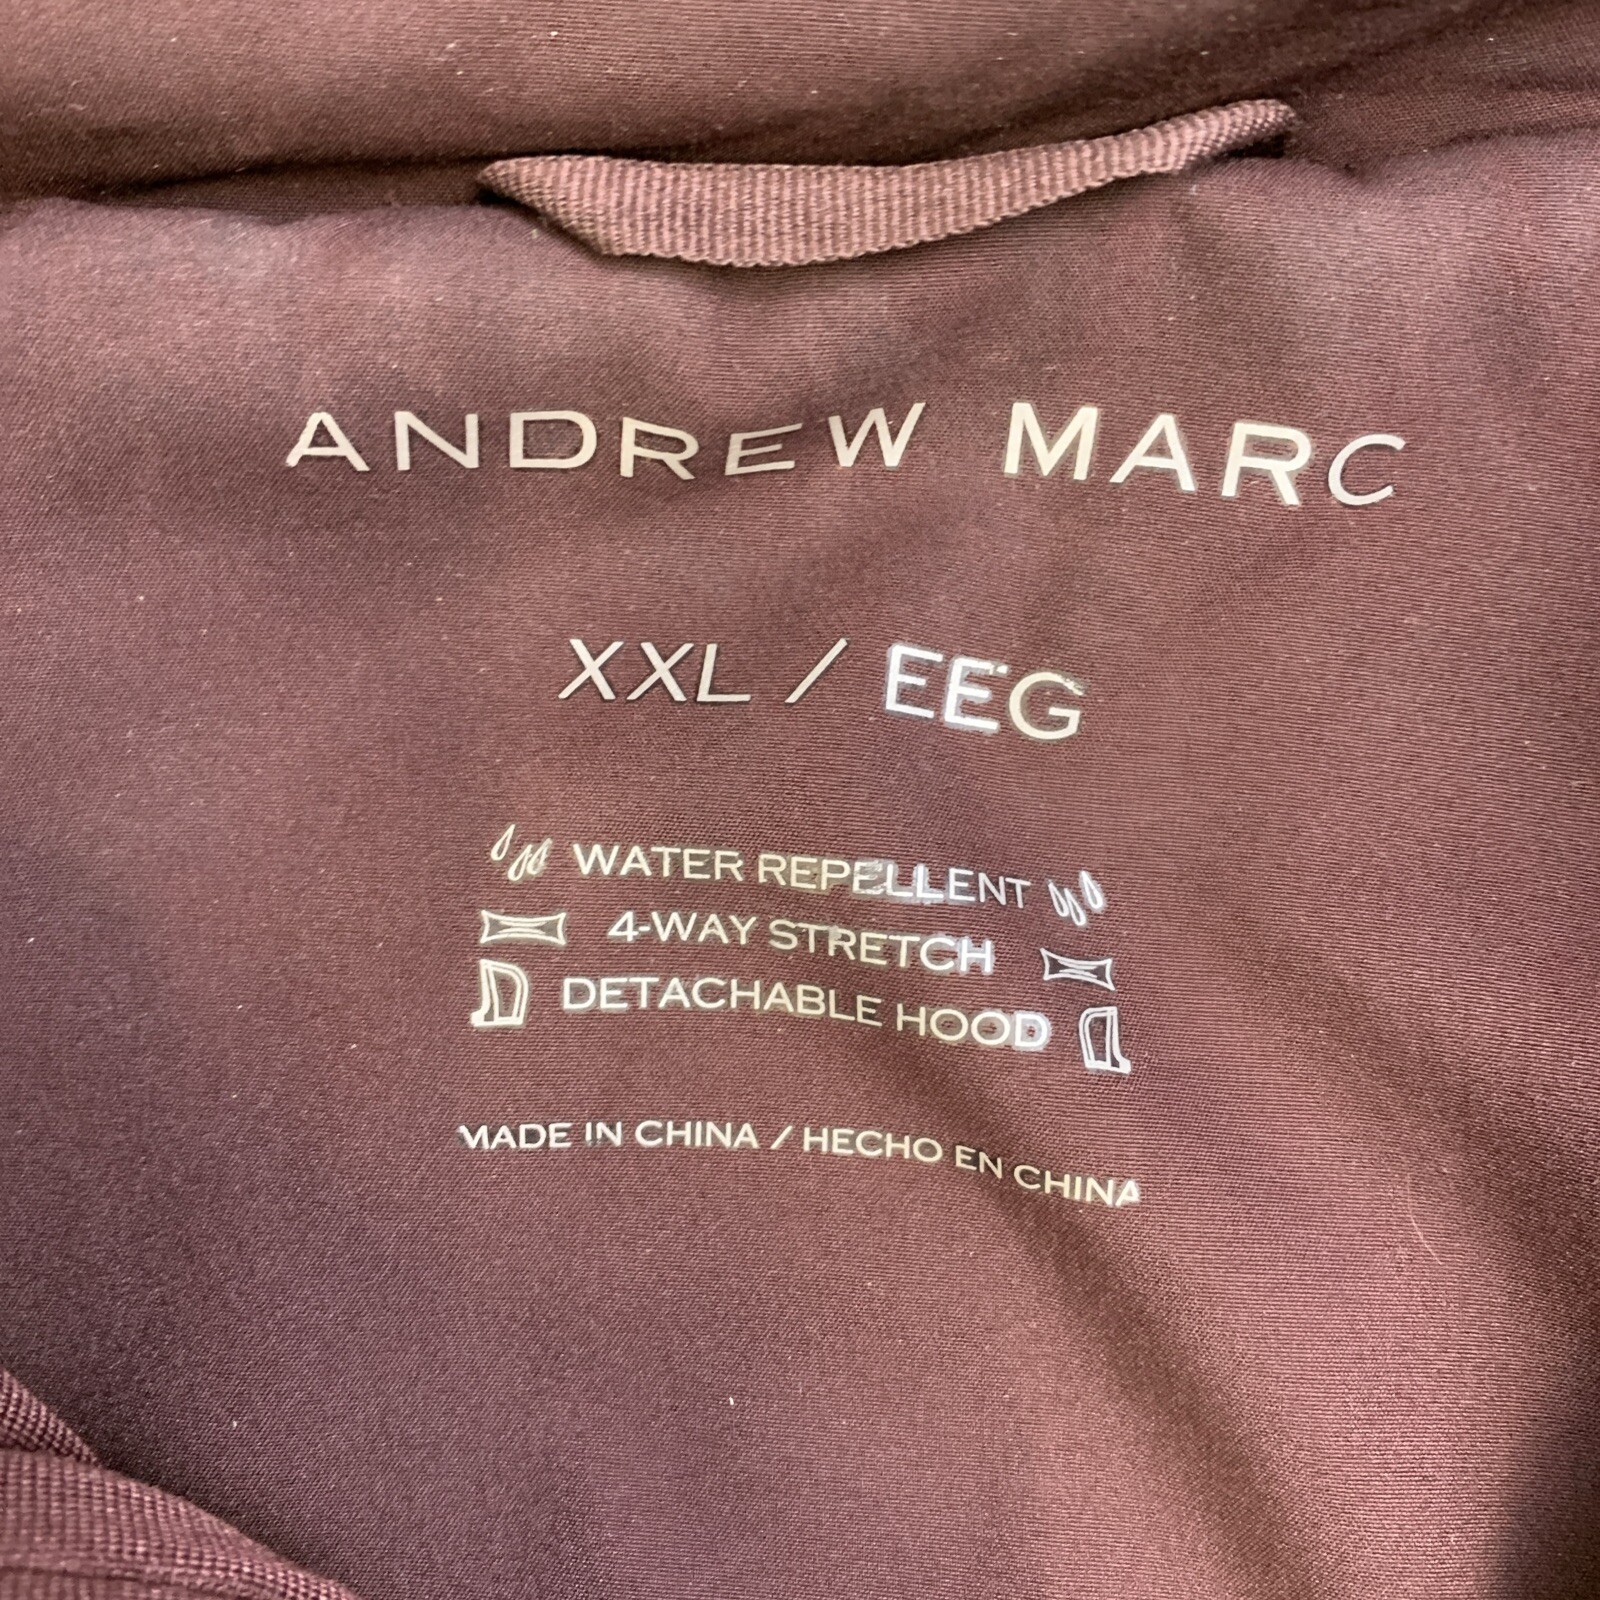 ANDREW MARC
XXL / EEG
WATER REPELLENT
4-WAY STRETCH
DETACHABLE HOOD
MADE IN CHINA / HECHO EN CHINA